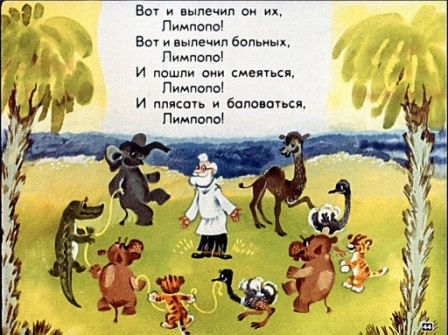 Вот и вылечил он их,
Лимпопо!
Вот и вылечил больных,
Лимпопо!
И пошли они смеяться,
Лимпопо!
И плясать и баловаться,
Лимпопо!
44